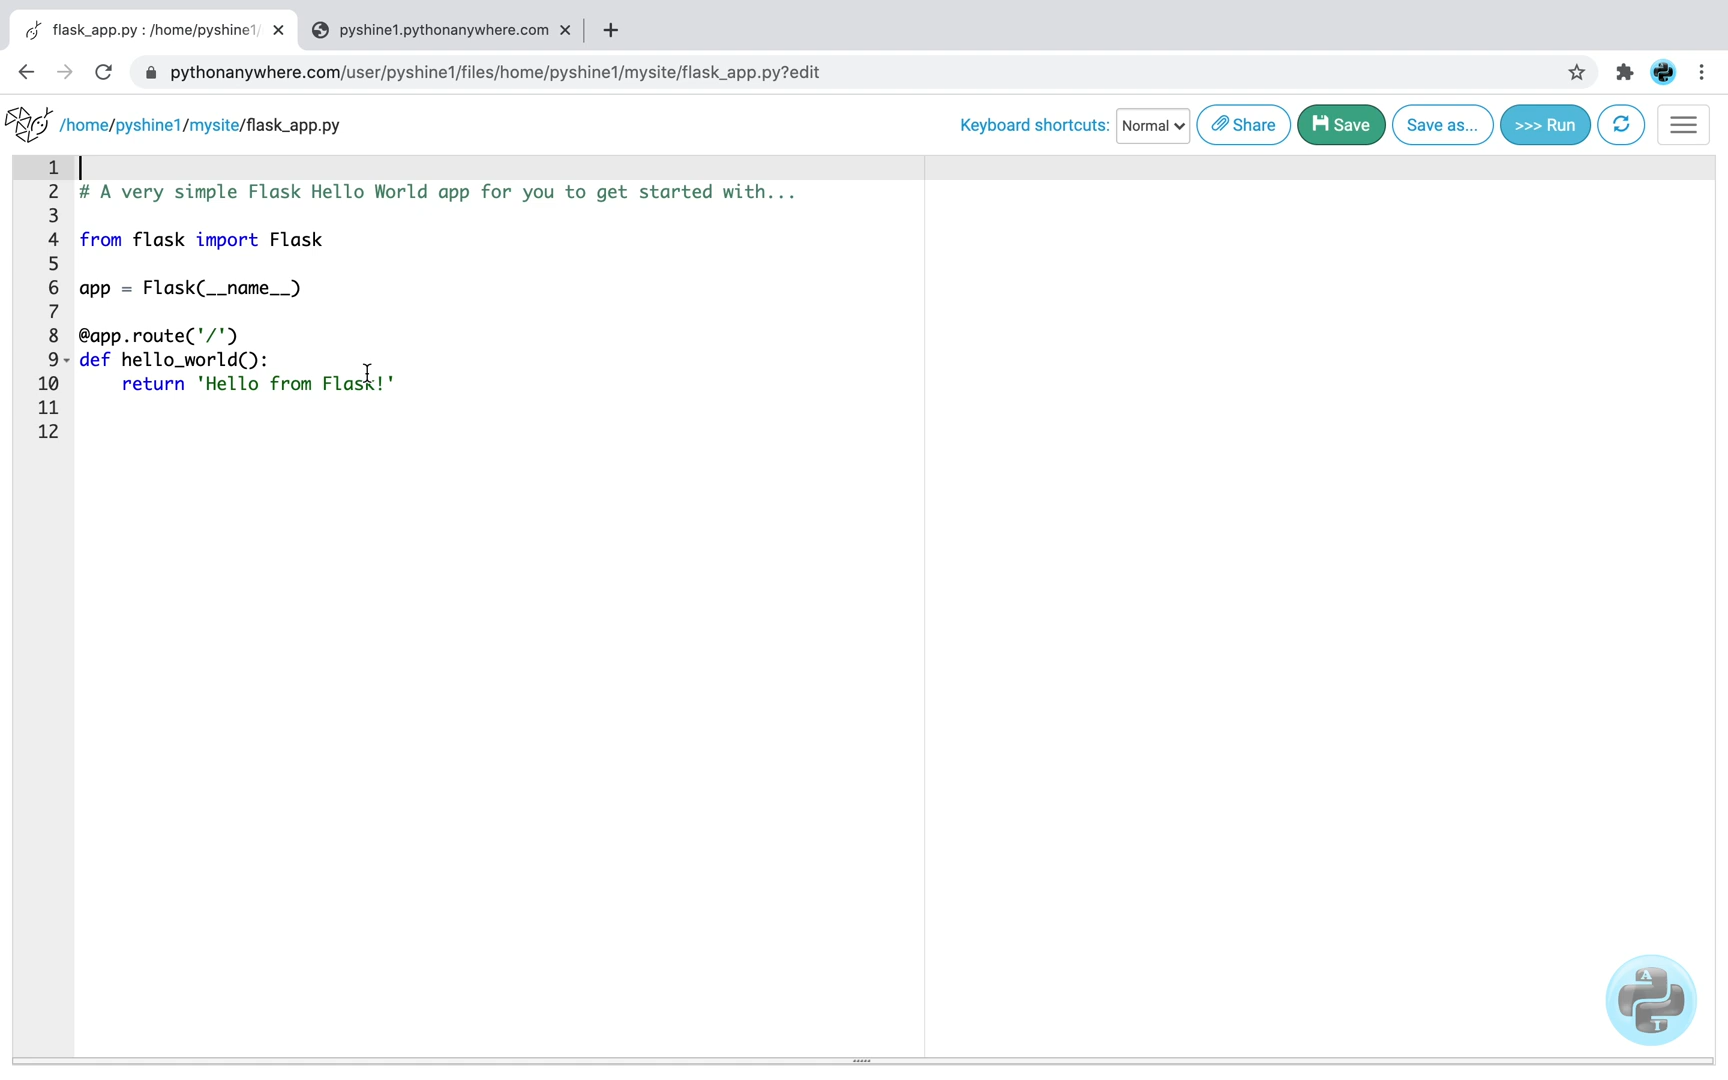 flask_app.py : /home/pyshine1/
pyshine1.pythonanywhere.com
pythonanywhere.com/user/pyshine1/files/home/pyshine1/mysite/flask_app.py?edit
/home/pyshine1/mysite/flask_app.py
Keyboard shortcuts: Normal Share Save Save as... >>> Run
1
2 # A very simple Flask Hello World app for you to get started with...
3
4 from flask import Flask
5
6 app = Flask(__name__)
7
8 @app.route('/')
9 def hello_world():
10 return 'Hello from Flask!'
11
12
A
I